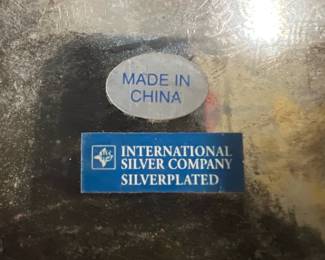 MADE IN
CHINA
INTERNATIONAL
SILVER COMPANY
SILVERPLATED